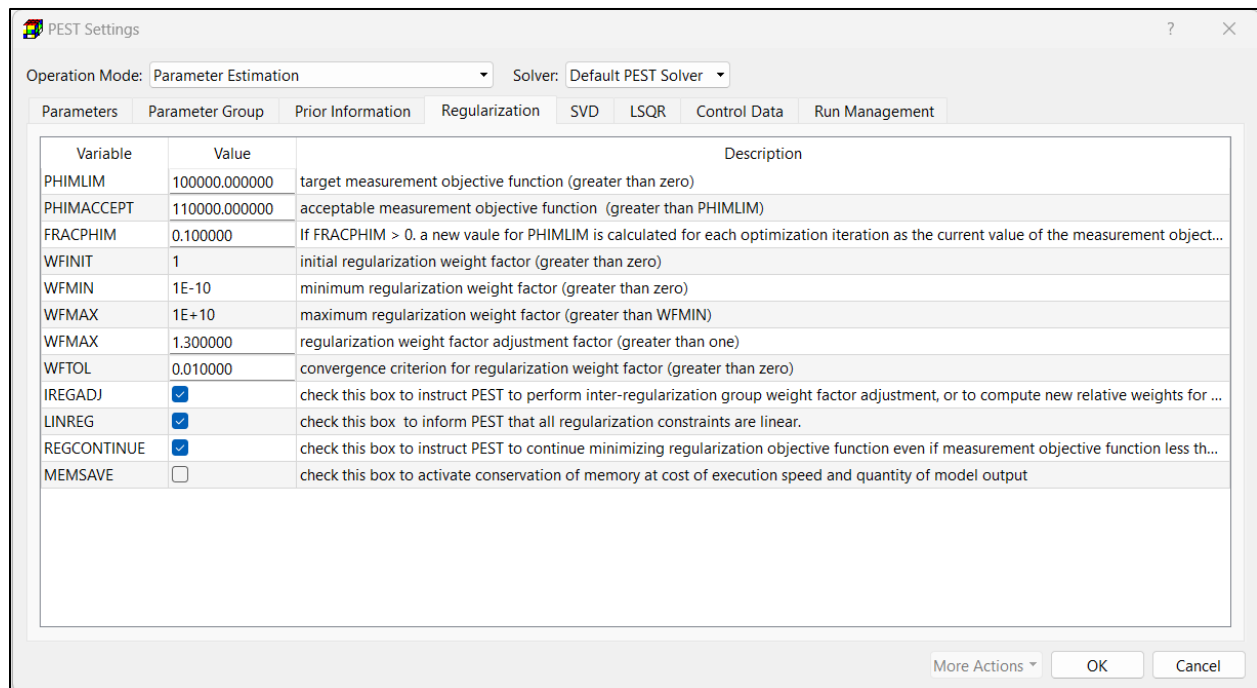 PEST Settings
?
Operation Mode: Parameter Estimation Solver: Default PEST Solver
Parameters Parameter Group Prior Information Regularization SVD LSQR Control Data Run Management
Variable Value Description
PHIMLIM 100000.000000 target measurement objective function (greater than zero)
PHIMACCEPT 110000.000000 acceptable measurement objective function (greater than PHIMLIM)
FRACPHIM 0.100000 If FRACPHIM > 0. a new vaule for PHIMLIM is calculated for each optimization iteration as the current value of the measurement object...
WFINIT 1 initial regularization weight factor (greater than zero)
WFMIN 1E-10 minimum regularization weight factor (greater than zero)
WFMAX 1E+10 maximum regularization weight factor (greater than WFMIN)
WFMAX 1.300000 regularization weight factor adjustment factor (greater than one)
WFTOL 0.010000 convergence criterion for regularization weight factor (greater than zero)
IREGADJ check this box to instruct PEST to perform inter-regularization group weight factor adjustment, or to compute new relative weights for ...
LINREG check this box to inform PEST that all regularization constraints are linear.
REGCONTINUE check this box to instruct PEST to continue minimizing regularization objective function even if measurement objective function less th...
MEMSAVE check this box to activate conservation of memory at cost of execution speed and quantity of model output
More Actions OK Cancel